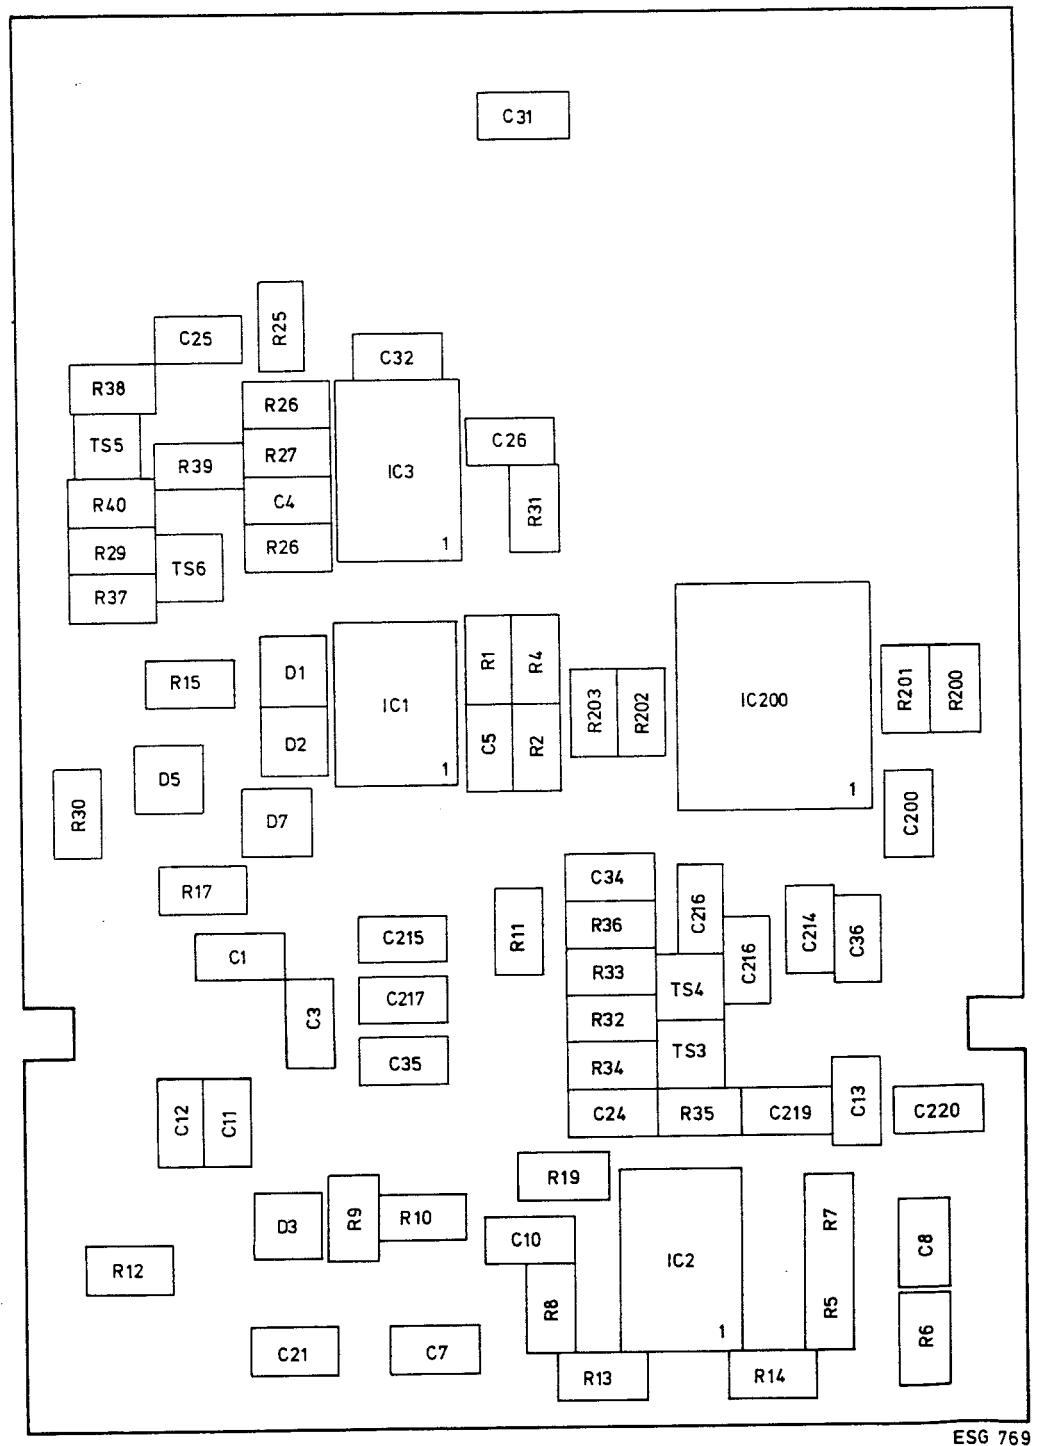 C31
R25
C25
C32
R38
R26
C26
TS5
R27
R39
IC3
R40
C4
R31
R29
R26
1
TS6
R37
R1
R4
D1
R15
R203
R202
IC200
R201
R200
IC1
D2
C5
R2
D5
1
1
R30
D7
C200
C34
R17
C216
R36
R11
C215
C214
C36
C1
C216
R33
TS4
C217
C3
R32
TS3
C35
R34
C12
C11
C24
R35
C219
C13
C220
R19
R9
R10
D3
R7
C10
C8
R12
IC2
R8
R5
1
R6
C21
C7
R13
R14
ESG 769